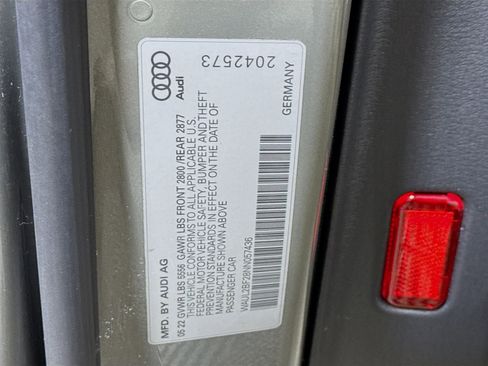 Audi
2042573
GERMANY
MFD. BY AUDI AG
05.22 GVWR LBS 5556 GAWR LBS FRONT 2800 /REAR 2877
THIS VEHICLE CONFORMS TO ALL APPLICABLE U.S.
FEDERAL MOTOR VEHICLE SAFETY, BUMPER AND THEFT
PREVENTION STANDARDS IN EFFECT ON THE DATE OF
MANUFACTURE SHOWN ABOVE
PASSENGER CAR
WAUL2BF28NN057436